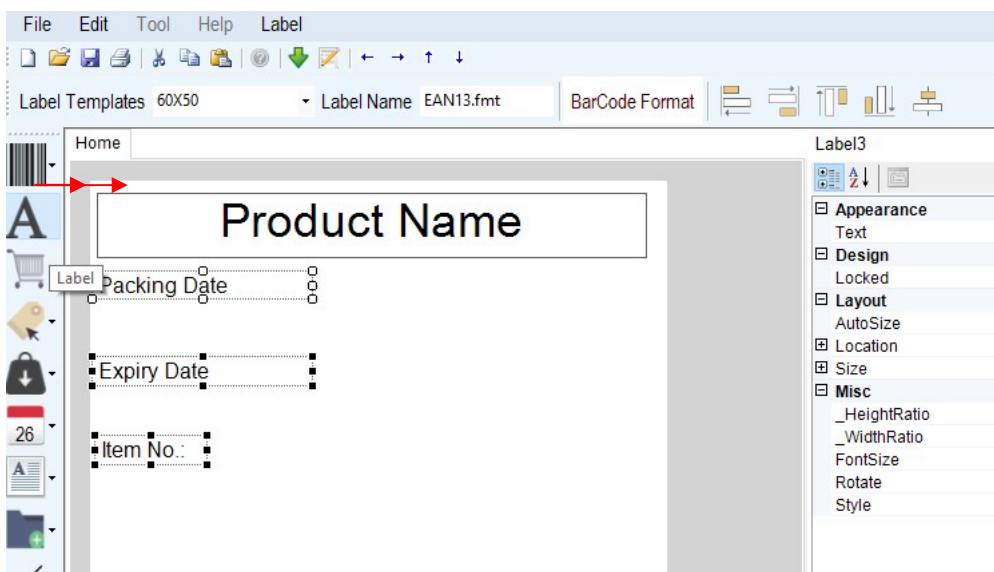 File Edit Tool Help Label
Label Templates 60X50 Label Name EAN13.fmt BarCode Format
Home
Label3
A
Z
A
Product Name
Label
Packing Date
Expiry Date
Item No.:
26
A
Appearance
Text
Design
Locked
Layout
AutoSize
Location
Size
Misc
_HeightRatio
_WidthRatio
FontSize
Rotate
Style